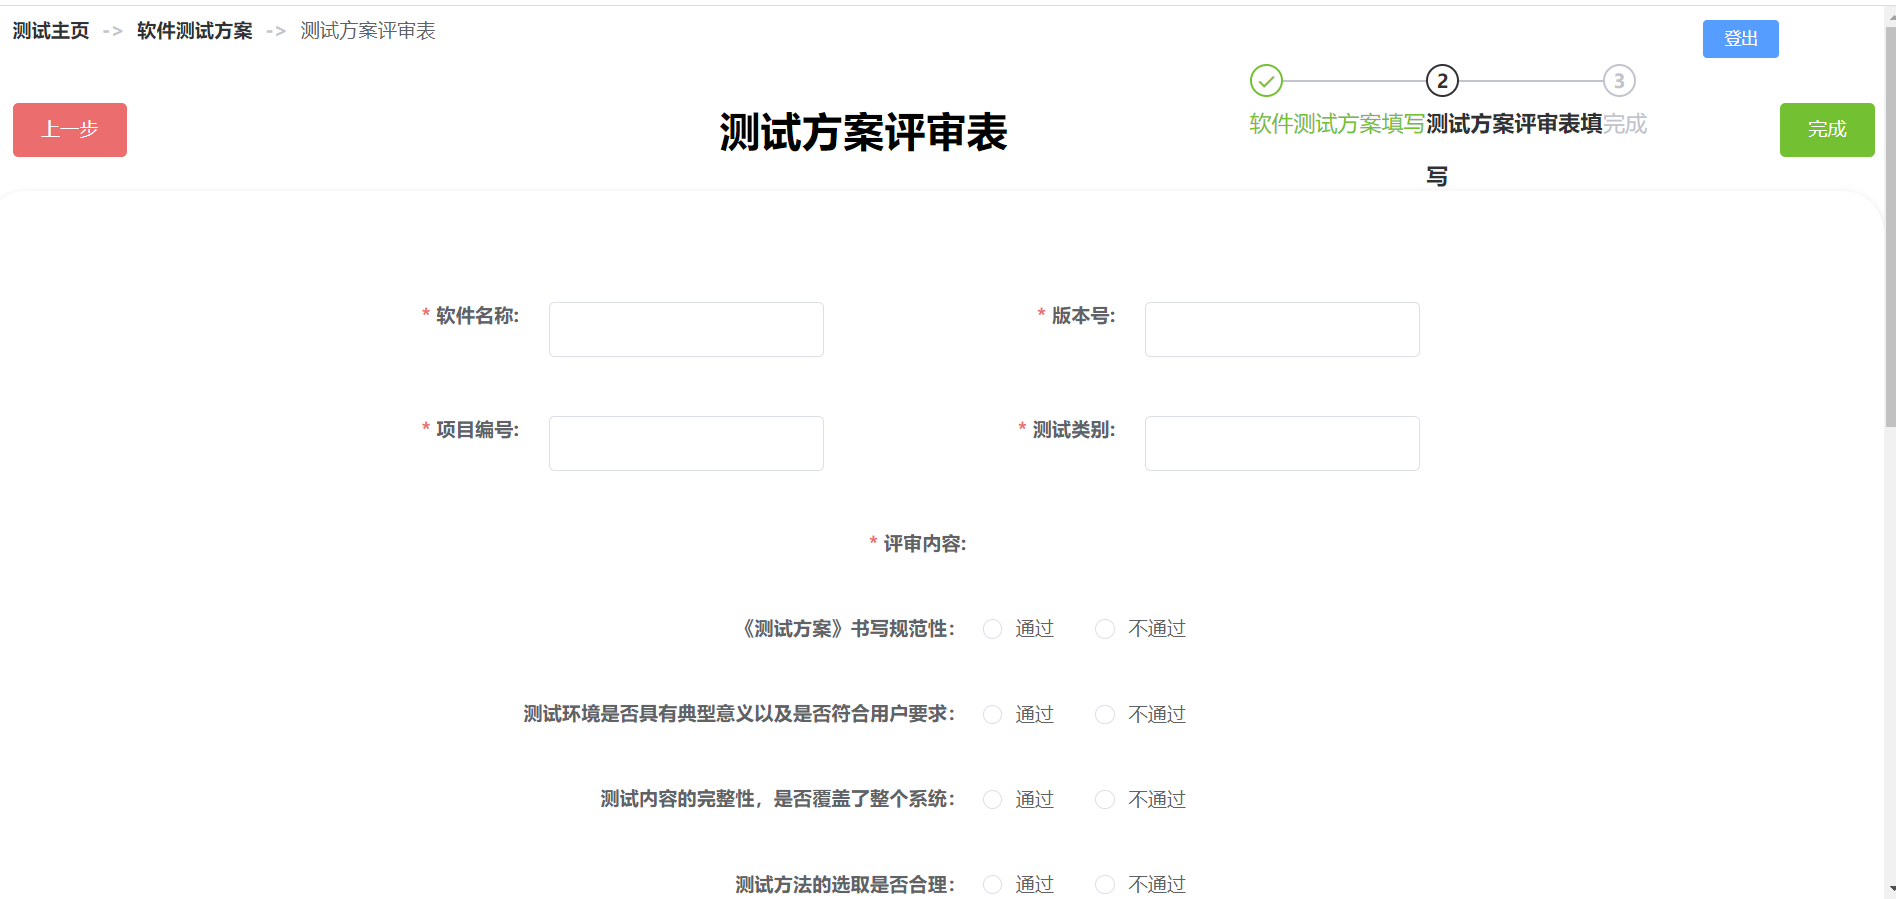 测试主页 -> 软件测试方案 -> 测试方案评审表
登出
2
3
软件测试方案填写
测试方案评审表填
写
完成
上一步
测试方案评审表
完成
* 软件名称:
* 版本号:
* 项目编号:
* 测试类别:
* 评审内容:
《测试方案》书写规范性： 通过 不通过
测试环境是否具有典型意义以及是否符合用户要求： 通过 不通过
测试内容的完整性，是否覆盖了整个系统： 通过 不通过
测试方法的选取是否合理： 通过 不通过